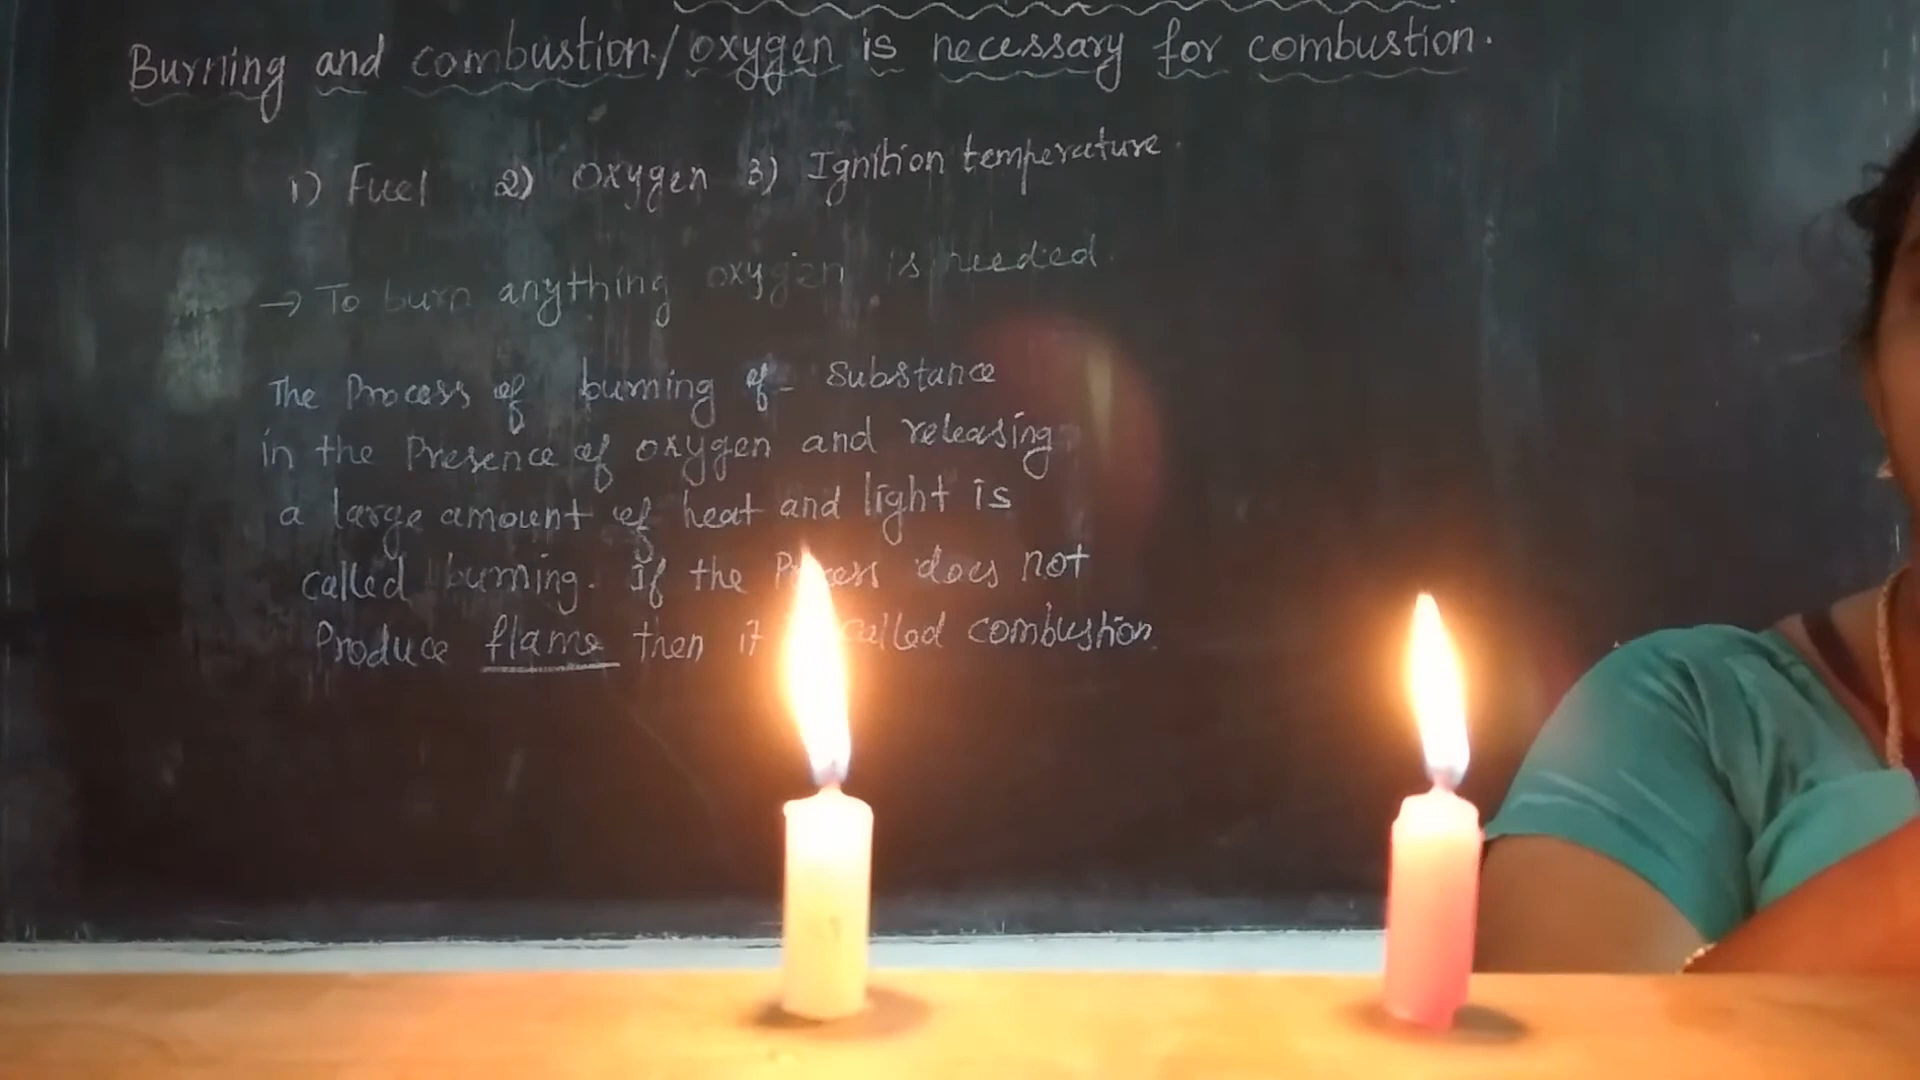 Burning and combustion/oxygen is necessary for combustion.
1) Fuel 2) Oxygen 3) Ignition temperature.
→ To burn anything oxygen is needed.
The Process of burning of substance
in the Presence of oxygen and releasing
a large amount of heat and light is
called burning. If the Process does not
Produce flame then it called combustion.